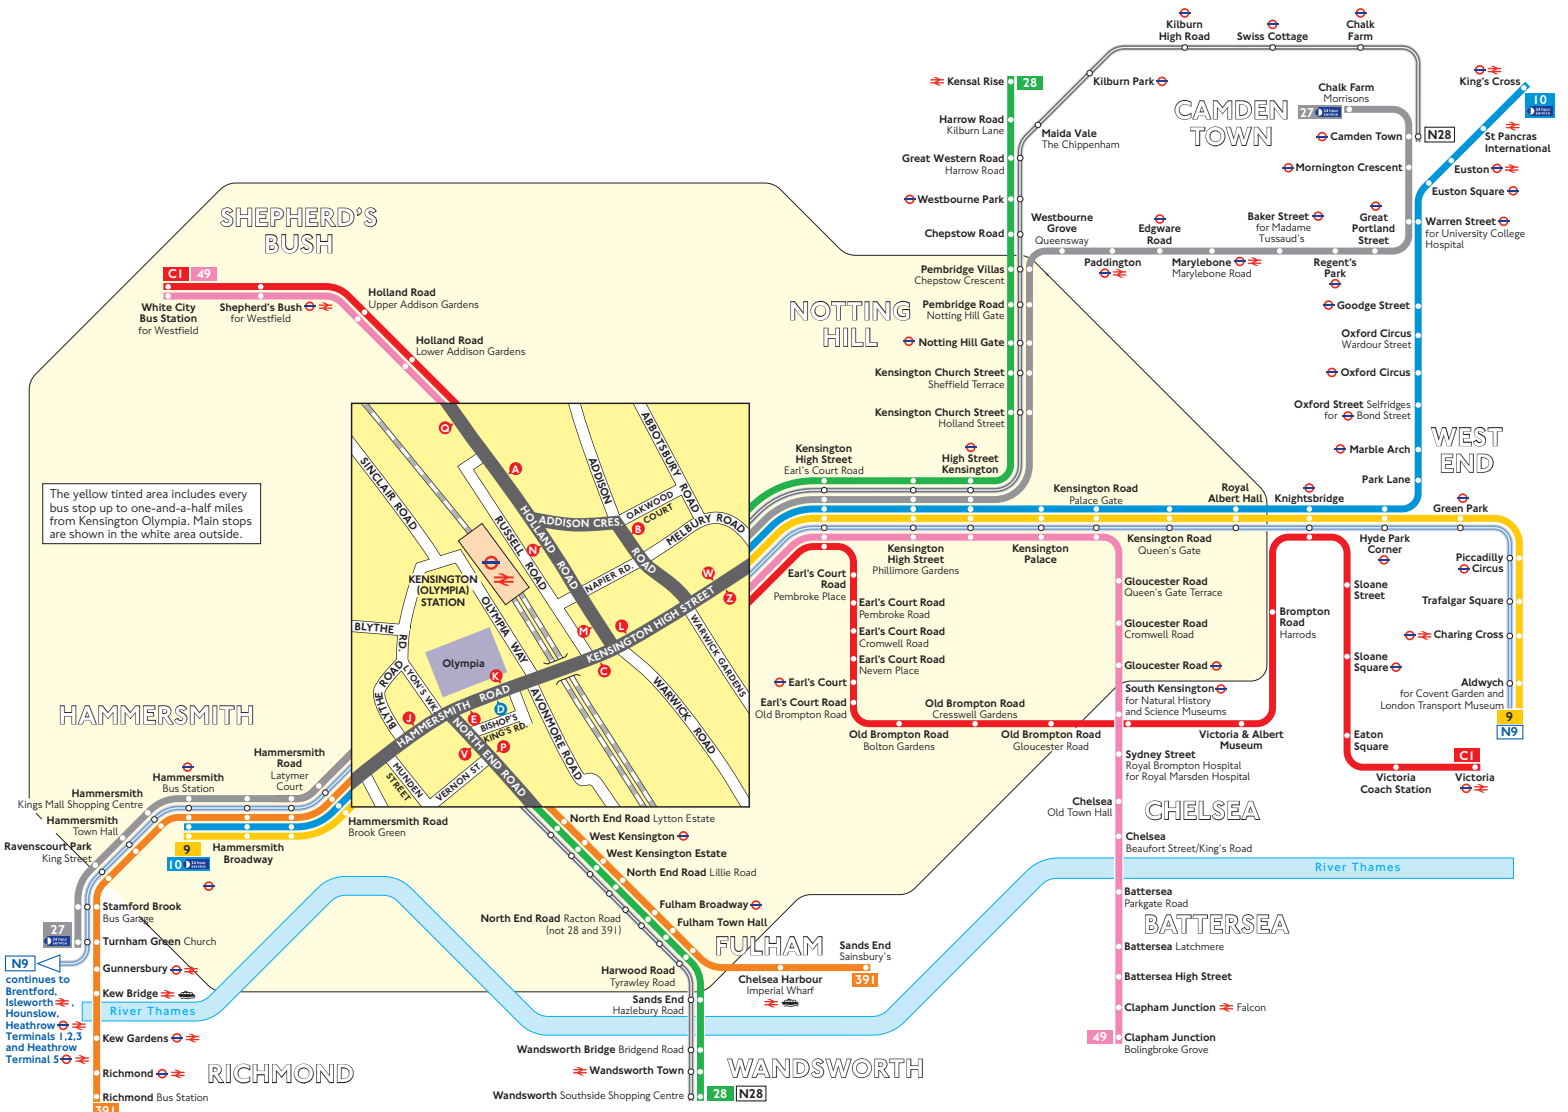 Kilburn
High Road
Swiss Cottage
Chalk
Farm
Kensal Rise
28
Kilburn Park
King's Cross
10
24 hour
service
CAMDEN
TOWN
Chalk Farm
Morrisons
27
24 hour
service
Harrow Road
Kilburn Lane
Maida Vale
The Chippenham
Camden Town
N28
St Pancras
International
Great Western Road
Harrow Road
Mornington Crescent
Euston
Euston Square
Westbourne Park
SHEPHERD'S
BUSH
Westbourne
Grove
Queensway
Edgware
Road
Baker Street
for Madame
Tussaud's
Great
Portland
Street
Warren Street
for University College
Hospital
Chepstow Road
Paddington
Marylebone
Marylebone Road
Regent's
Park
Pembridge Villas
Chepstow Crescent
C1
49
White City
Bus Station
for Westfield
Shepherd's Bush
for Westfield
Holland Road
Upper Addison Gardens
Holland Road
Lower Addison Gardens
NOTTING
HILL
Pembridge Road
Notting Hill Gate
Notting Hill Gate
Kensington Church Street
Sheffield Terrace
Kensington Church Street
Holland Street
Goodge Street
Oxford Circus
Wardour Street
Oxford Circus
Oxford Street Selfridges
for Bond Street
Marble Arch
WEST
END
Park Lane
Kensington
High Street
Earl's Court Road
High Street
Kensington
Kensington Road
Palace Gate
Royal
Albert Hall
Knightsbridge
Green Park
The yellow tinted area includes every
bus stop up to one-and-a-half miles
from Kensington Olympia. Main stops
are shown in the white area outside.
SINCLAIR ROAD
Q
A
ADDISON
ABBOTSBURY
ROAD
RUSSELL
ROAD
HOLLAND
ROAD
ADDISON CRES.
OAKWOOD
COURT
B
MELBURY ROAD
ROAD
N
NAPIER RD.
W
Z
KENSINGTON
(OLYMPIA)
STATION
OLYMPIA
WAY
M
L
KENSINGTON HIGH STREET
WARWICK GARDENS
BLYTHE
RD.
Olympia
C
K
BLYTHE ROAD
LYON'S WK.
J
HAMMERSMITH
ROAD
E
D
BISHOP'S
KING'S RD.
AVONMORE ROAD
WARWICK
ROAD
V
P
NORTH END ROAD
MUNDEN
STREET
VERNON ST.
Kensington
High Street
Phillimore Gardens
Kensington
Palace
Kensington Road
Queen's Gate
Hyde Park
Corner
Piccadilly
Circus
Trafalgar Square
Charing Cross
Aldwych
for Covent Garden and
London Transport Museum
9
N9
Earl's Court
Road
Pembroke Place
Earl's Court Road
Pembroke Road
Earl's Court Road
Cromwell Road
Earl's Court Road
Nevern Place
Earl's Court
Earl's Court Road
Old Brompton Road
Old Brompton Road
Bolton Gardens
Old Brompton Road
Cresswell Gardens
Old Brompton Road
Gloucester Road
Gloucester Road
Queen's Gate Terrace
Gloucester Road
Cromwell Road
Gloucester Road
South Kensington
for Natural History
and Science Museums
Victoria & Albert
Museum
Brompton
Road
Harrods
Sloane
Street
Sloane
Square
Eaton
Square
Victoria
Coach Station
C1
Victoria
Sydney Street
Royal Brompton Hospital
for Royal Marsden Hospital
Chelsea
Old Town Hall
CHELSEA
Chelsea
Beaufort Street/King's Road
River Thames
Battersea
Parkgate Road
BATTERSEA
Battersea Latchmere
Battersea High Street
Clapham Junction Falcon
49
Clapham Junction
Bolingbroke Grove
HAMMERSMITH
Hammersmith
Road
Latymer
Court
Hammersmith
Bus Station
Hammersmith
Kings Mall Shopping Centre
Hammersmith
Town Hall
Ravenscourt Park
King Street
9
10
24 hour
service
Hammersmith
Broadway
Hammersmith Road
Brook Green
Stamford Brook
Bus Garage
27
24 hour
service
Turnham Green Church
N9
continues to
Brentford,
Isleworth ,
Hounslow,
Heathrow
Terminals 1,2,3
and Heathrow
Terminal 5
Gunnersbury
Kew Bridge
River Thames
Kew Gardens
Richmond
RICHMOND
Richmond Bus Station
391
North End Road Lytton Estate
West Kensington
West Kensington Estate
North End Road Lillie Road
Fulham Broadway
Fulham Town Hall
North End Road Racton Road
(not 28 and 391)
FULHAM
Sands End
Sainsbury's
391
Chelsea Harbour
Imperial Wharf
Harwood Road
Tyrawley Road
Sands End
Hazlebury Road
Wandsworth Bridge Bridgend Road
Wandsworth Town
WANDSWORTH
Wandsworth Southside Shopping Centre
28
N28